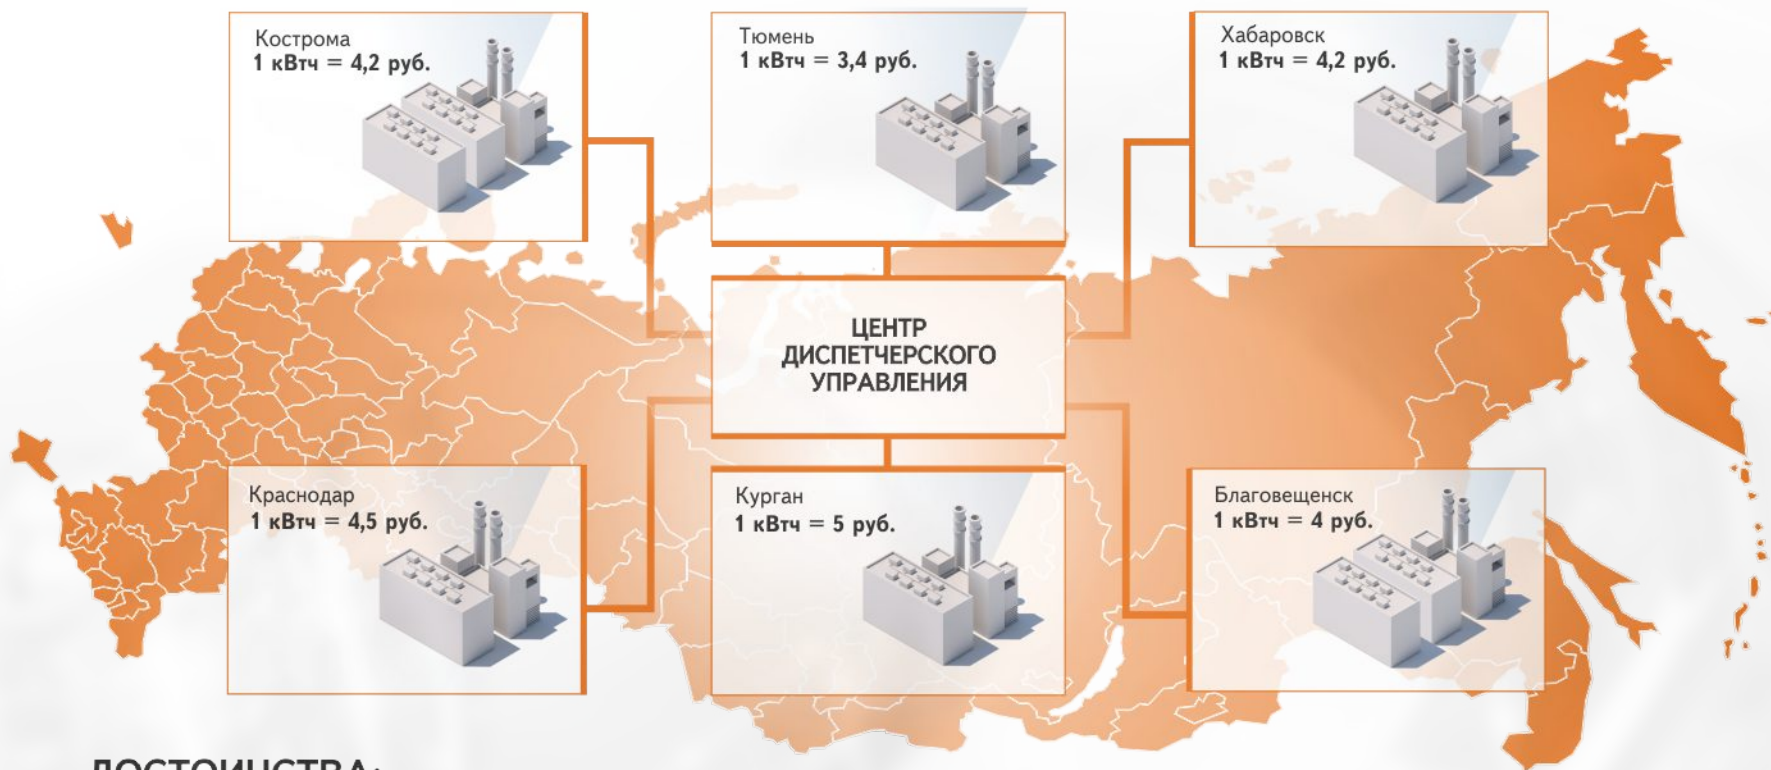 Кострома
1 кВтч = 4,2 руб.
Тюмень
1 кВтч = 3,4 руб.
Хабаровск
1 кВтч = 4,2 руб.
ЦЕНТР
ДИСПЕТЧЕРСКОГО
УПРАВЛЕНИЯ
Краснодар
1 кВтч = 4,5 руб.
Курган
1 кВтч = 5 руб.
Благовещенск
1 кВтч = 4 руб.
ДОСТОИНСТВА: